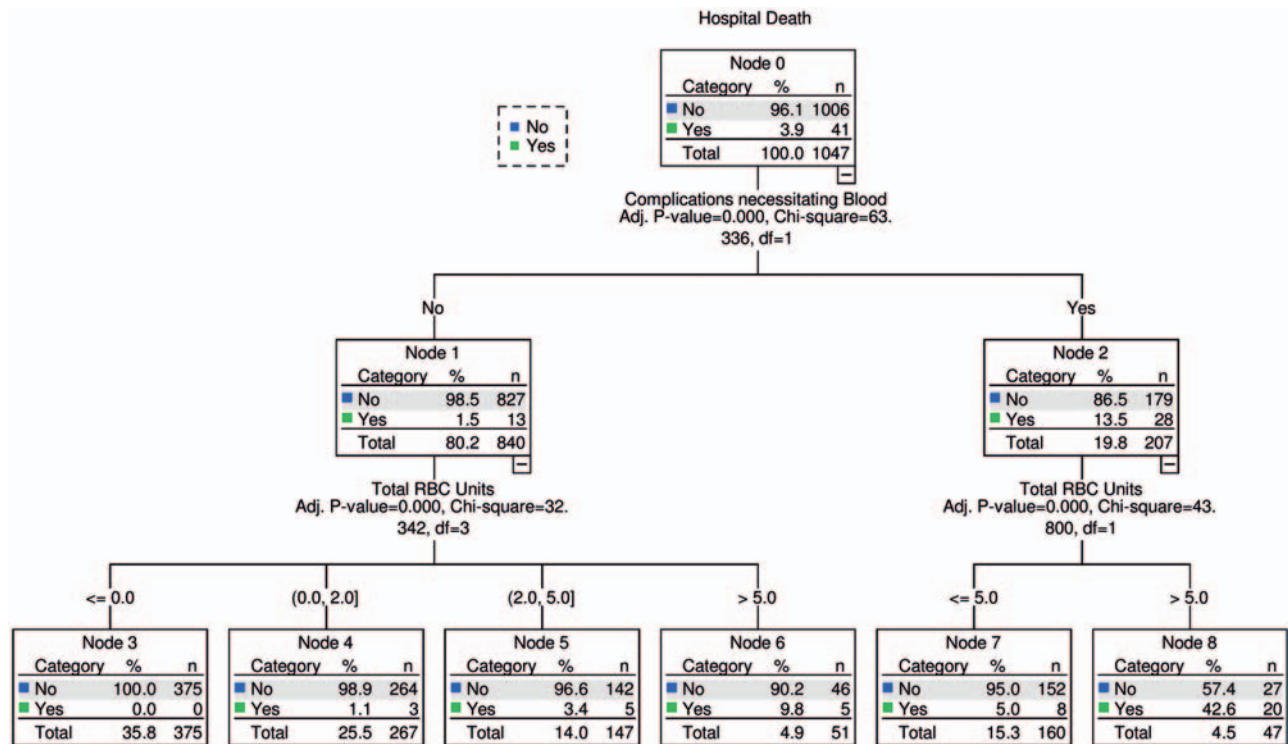 Hospital Death
No
Yes
Node 0
Category % n
No 96.1 1006
Yes 3.9 41
Total 100.0 1047
Complications necessitating Blood
Adj. P-value=0.000, Chi-square=63.
336, df=1
No
Yes
Node 1
Category % n
No 98.5 827
Yes 1.5 13
Total 80.2 840
Node 2
Category % n
No 86.5 179
Yes 13.5 28
Total 19.8 207
Total RBC Units
Adj. P-value=0.000, Chi-square=32.
342, df=3
Total RBC Units
Adj. P-value=0.000, Chi-square=43.
800, df=1
<= 0.0
(0.0, 2.0]
(2.0, 5.0]
> 5.0
<= 5.0
> 5.0
Node 3
Category % n
No 100.0 375
Yes 0.0 0
Total 35.8 375
Node 4
Category % n
No 98.9 264
Yes 1.1 3
Total 25.5 267
Node 5
Category % n
No 96.6 142
Yes 3.4 5
Total 14.0 147
Node 6
Category % n
No 90.2 46
Yes 9.8 5
Total 4.9 51
Node 7
Category % n
No 95.0 152
Yes 5.0 8
Total 15.3 160
Node 8
Category % n
No 57.4 27
Yes 42.6 20
Total 4.5 47